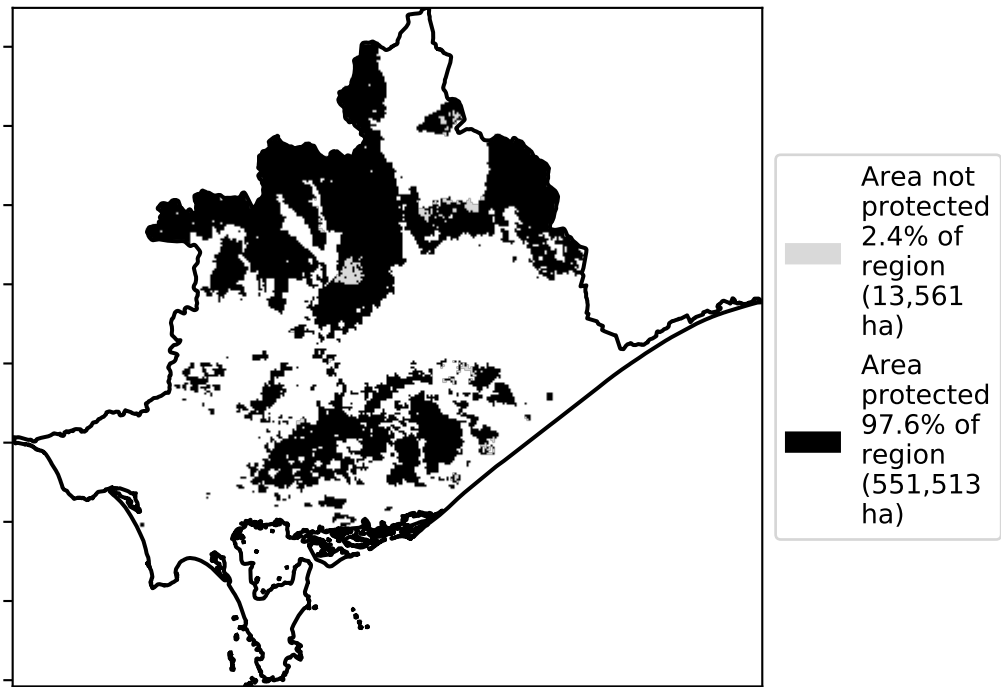 Area not
protected
2.4% of
region
(13,561
ha)
Area
protected
97.6% of
region
(551,513
ha)